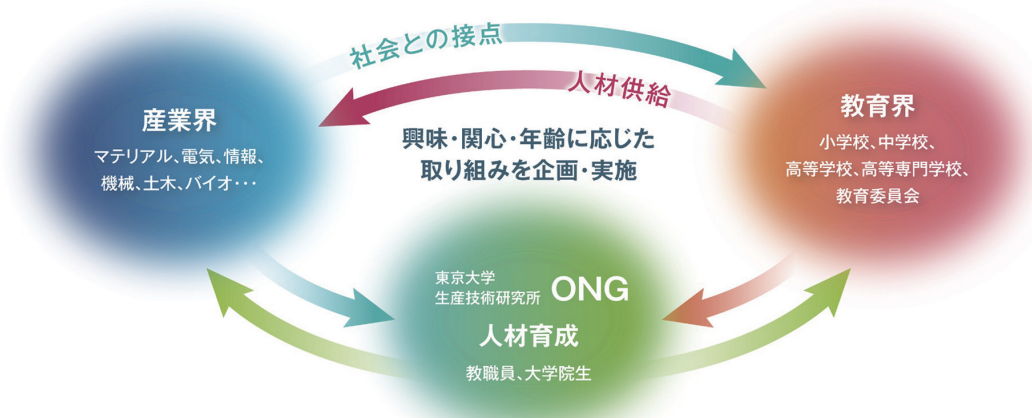 社会との接点
人材供給
産業界
マテリアル、電気、情報、
機械、土木、バイオ･･･
興味・関心・年齢に応じた
取り組みを企画・実施
教育界
小学校、中学校、
高等学校、高等専門学校、
教育委員会
東京大学
生産技術研究所 ONG
人材育成
教職員、大学院生